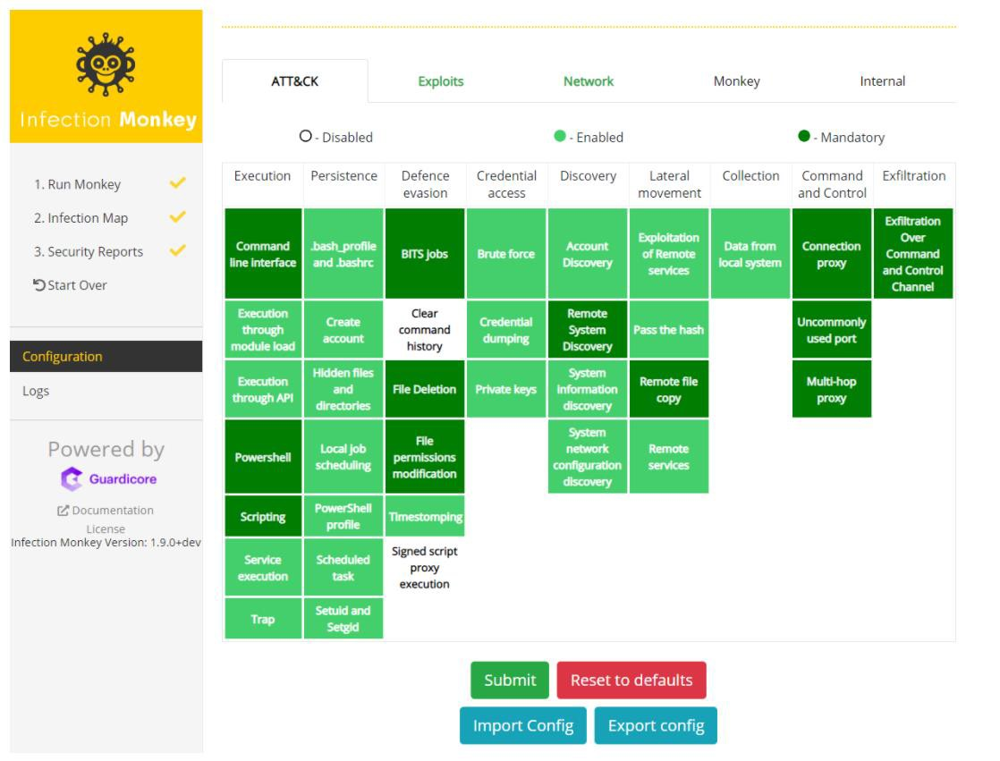 Infection Monkey
1. Run Monkey
2. Infection Map
3. Security Reports
Start Over
Configuration
Logs
Powered by
Guardicore
Documentation
License
Infection Monkey Version: 1.9.0+dev
ATT&CK
Exploits
Network
Monkey
Internal
- Disabled
- Enabled
- Mandatory
Execution
Persistence
Defence
evasion
Credential
access
Discovery
Lateral
movement
Collection
Command
and Control
Exfiltration
Command
line interface
.bash_profile
and .bashrc
BITS jobs
Brute force
Account
Discovery
Exploitation
of Remote
services
Data from
local system
Connection
proxy
Exfiltration
Over
Command
and Control
Channel
Execution
through
module load
Create
account
Clear
command
history
Credential
dumping
Remote
System
Discovery
Pass the hash
Uncommonly
used port
Execution
through API
Hidden files
and
directories
File Deletion
Private keys
System
information
discovery
Remote file
copy
Multi-hop
proxy
Powershell
Local job
scheduling
File
permissions
modification
System
network
configuration
discovery
Remote
services
Scripting
PowerShell
profile
Timestomping
Service
execution
Scheduled
task
Signed script
proxy
execution
Trap
Setuid and
Setgid
Submit
Reset to defaults
Import Config
Export config